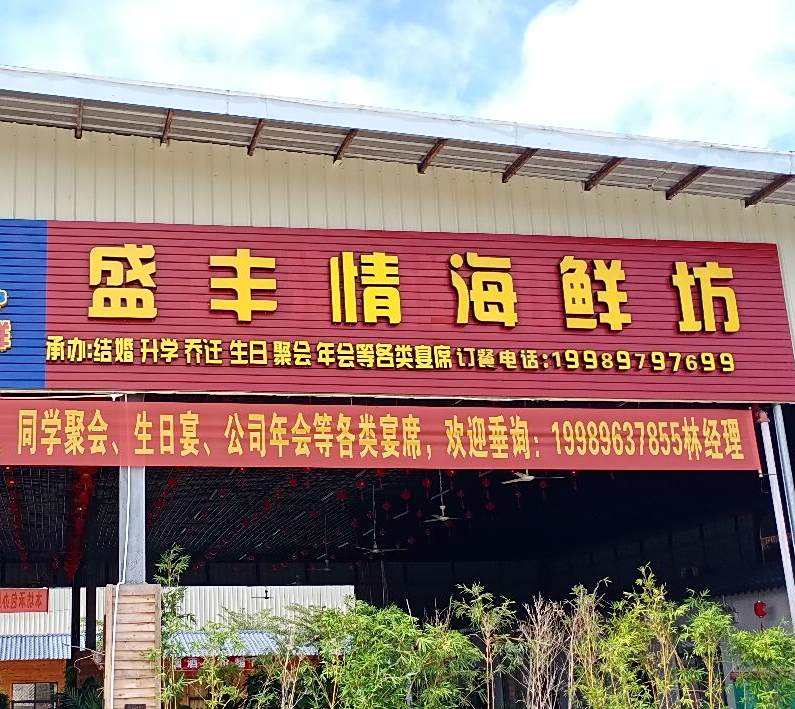 盛丰情海鲜坊
承办:结婚 升学 乔迁 生日 聚会 年会等各类宴席 订餐电话:19989797699
同学聚会、生日宴、公司年会等各类宴席，欢迎垂询：19989637855林经理